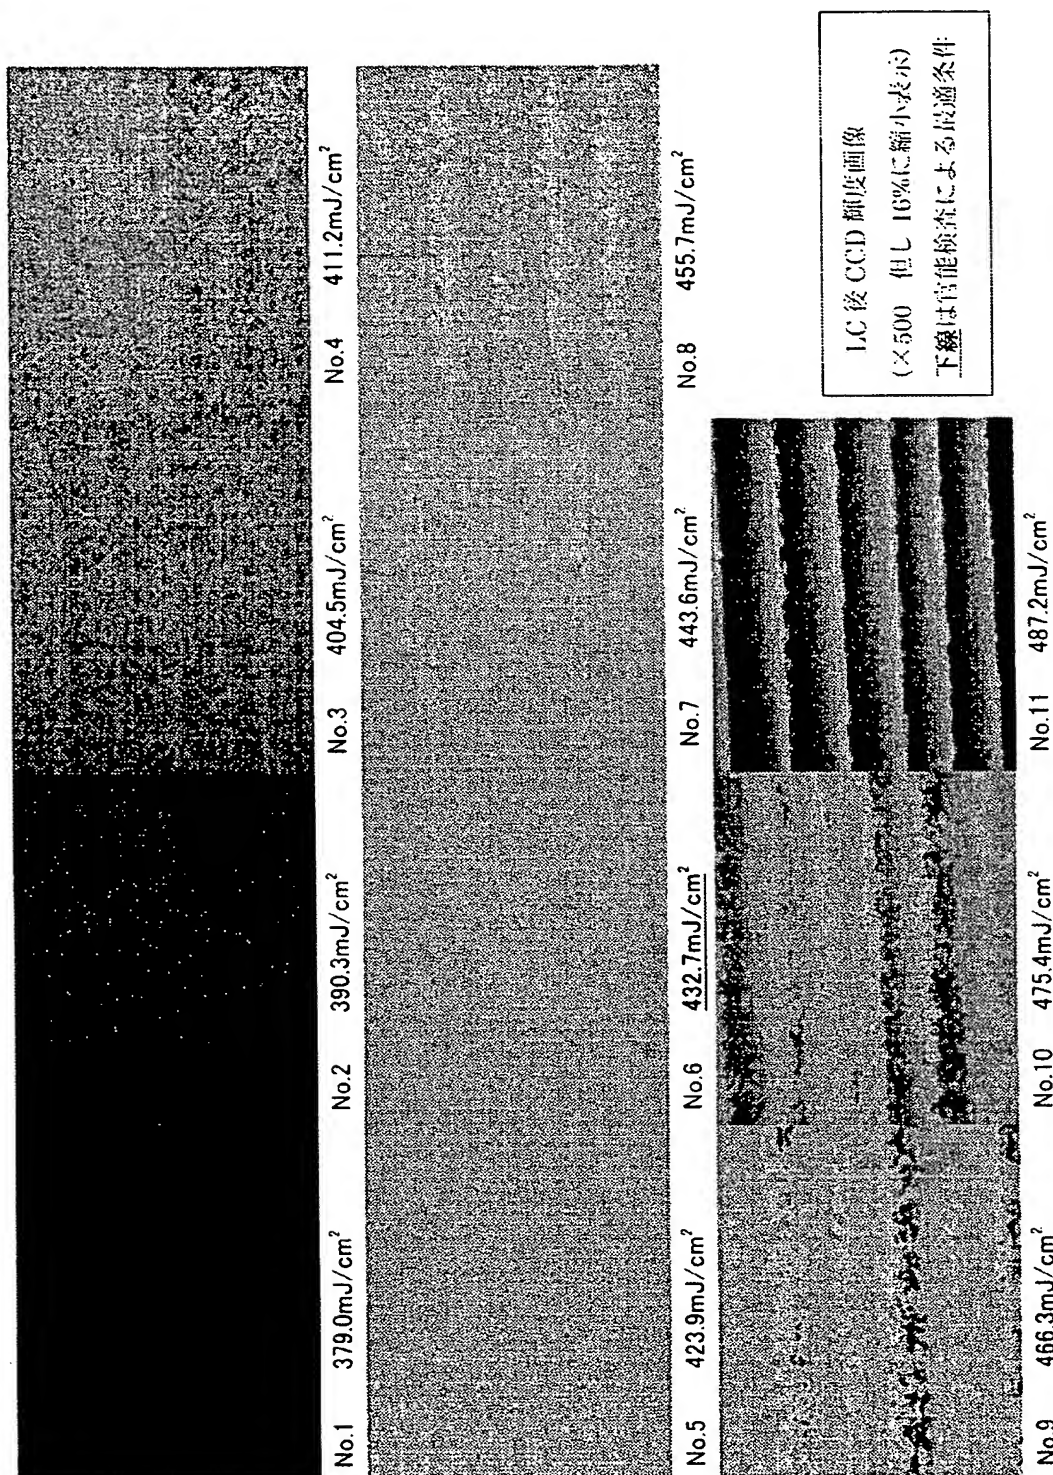 No.1 379.0mJ/cm²
No.2 390.3mJ/cm²
No.3 404.5mJ/cm²
No.4 411.2mJ/cm²
No.5 423.9mJ/cm²
No.6 432.7mJ/cm²
No.7 443.6mJ/cm²
No.8 455.7mJ/cm²
No.9 466.3mJ/cm²
No.10 475.4mJ/cm²
No.11 487.2mJ/cm²
LC 後 CCD 輝度画像
(×500 但し 16%に縮小表示)
下線は官能検査による最適条件